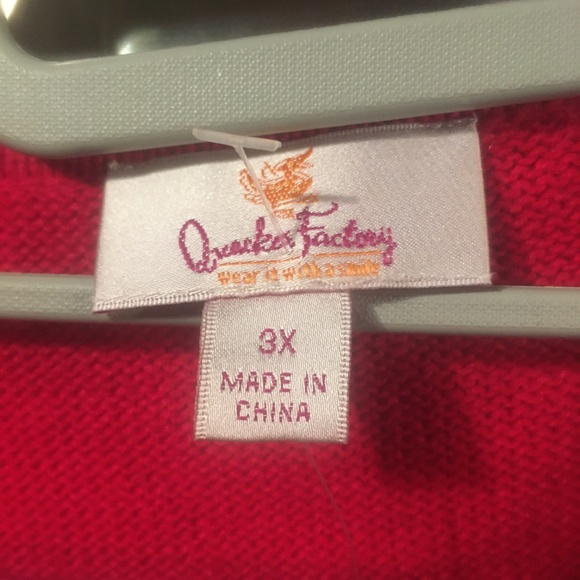 Quacker Factory
wear it with a smile
3X
MADE IN
CHINA